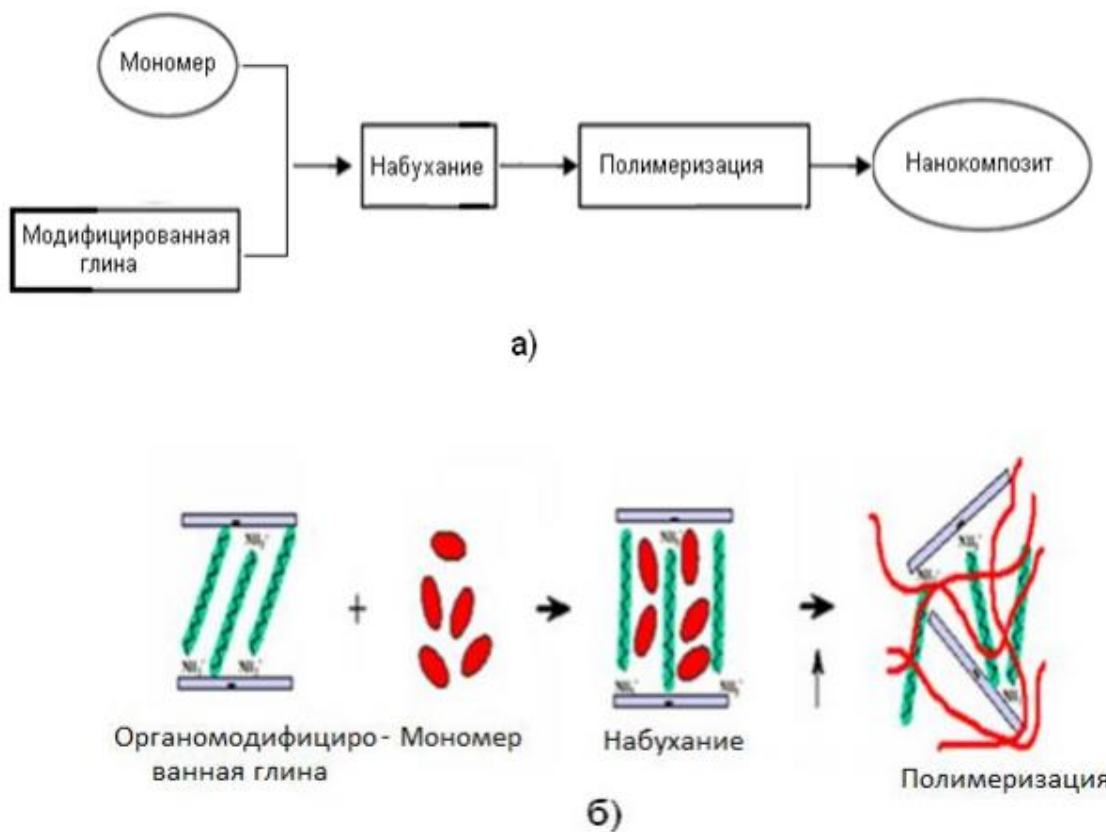 Мономер
Модифицированная
глина
Набухание
Полимеризация
Нанокомпозит
а)
+
Органомодифициро - Мономер
ванная глина
Набухание
Полимеризация
б)